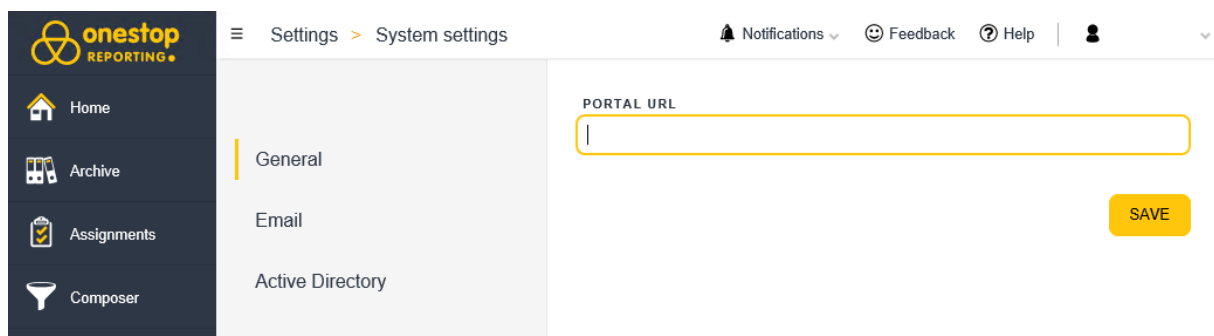 onestop
REPORTING
Settings > System settings
Notifications
Feedback
Help
Home
Archive
Assignments
Composer
General
Email
Active Directory
PORTAL URL
SAVE